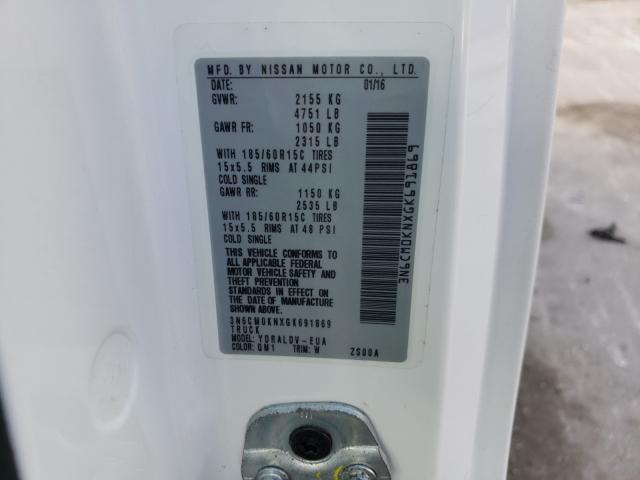 MFD. BY NISSAN MOTOR CO., LTD.
DATE: 01/16
GVWR: 2155 KG
4751 LB
GAWR FR: 1050 KG
2315 LB
WITH 185/60R15C TIRES
15x5.5 RIMS AT 44PSI
COLD SINGLE
GAWR RR: 1150 KG
2535 LB
WITH 185/60R15C TIRES
15x5.5 RIMS AT 48 PSI
COLD SINGLE
THIS VEHICLE CONFORMS TO
ALL APPLICABLE FEDERAL
MOTOR VEHICLE SAFETY AND
THEFT PREVENTION
STANDARDS IN EFFECT ON
THE DATE OF MANUFACTURE
SHOWN ABOVE.
3N6CM0KNXGK691869
TRUCK
MODEL: YDRALDV-EUA
COLOR: QM1 TRIM: W ZS00A
3N6CM0KNXGK691869